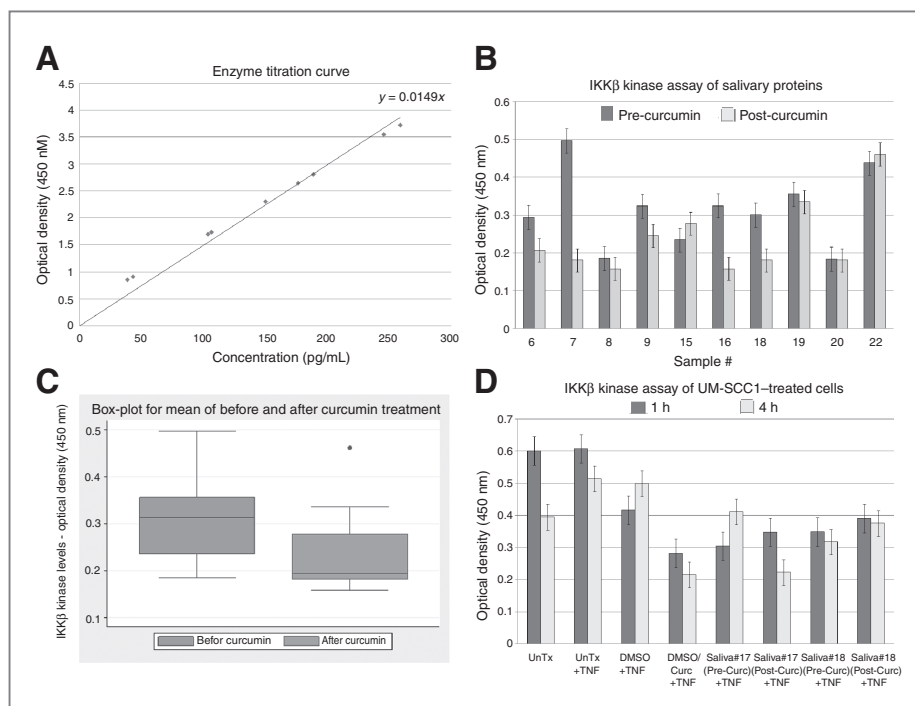 A
Enzyme titration curve
y = 0.0149x
Optical density (450 nM)
4.5
4
3.5
3
2.5
2
1.5
1
0.5
0
0 50 100 150 200 250 300
Concentration (pg/mL)
B
IKKβ kinase assay of salivary proteins
Pre-curcumin Post-curcumin
Optical density (450 nm)
0.6
0.5
0.4
0.3
0.2
0.1
0
6 7 8 9 15 16 18 19 20 22
Sample #
C
Box-plot for mean of before and after curcumin treatment
IKKβ kinase levels - optical density (450 nm)
0.5
0.4
0.3
0.2
0.1
Befor curcumin After curcumin
D
IKKβ kinase assay of UM-SCC1–treated cells
1 h 4 h
Optical density (450 nm)
0.7
0.6
0.5
0.4
0.3
0.2
0.1
0
UnTx UnTx DMSO DMSO/ Saliva#17 Saliva#17 Saliva#18 Saliva#18
+TNF +TNF Curc (Pre-Curc) (Post-Curc) (Pre-Curc) (Post-Curc)
+TNF +TNF +TNF +TNF +TNF